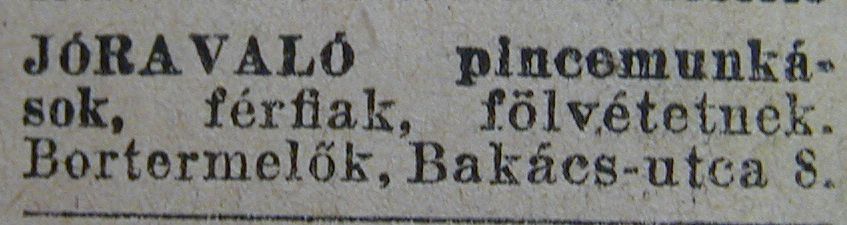 JÓRAVALÓ pincemunká-
sok, férfiak, fölvétetnek.
Bortermelők, Bakács-utca 8.